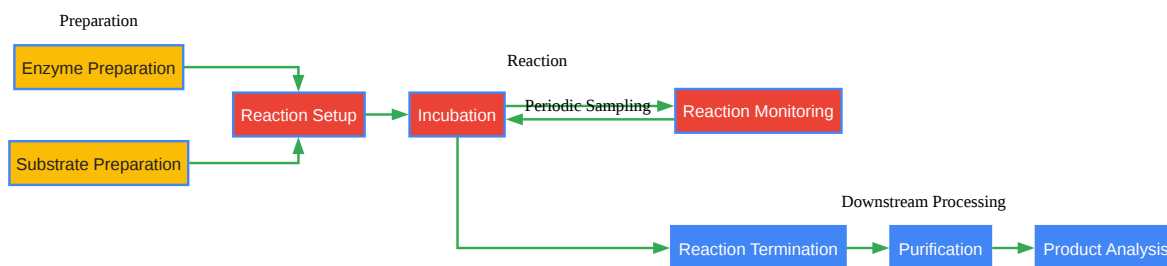 Preparation
Enzyme Preparation
Substrate Preparation
Reaction Setup
Reaction
Incubation
Periodic Sampling
Reaction Monitoring
Downstream Processing
Reaction Termination
Purification
Product Analysis